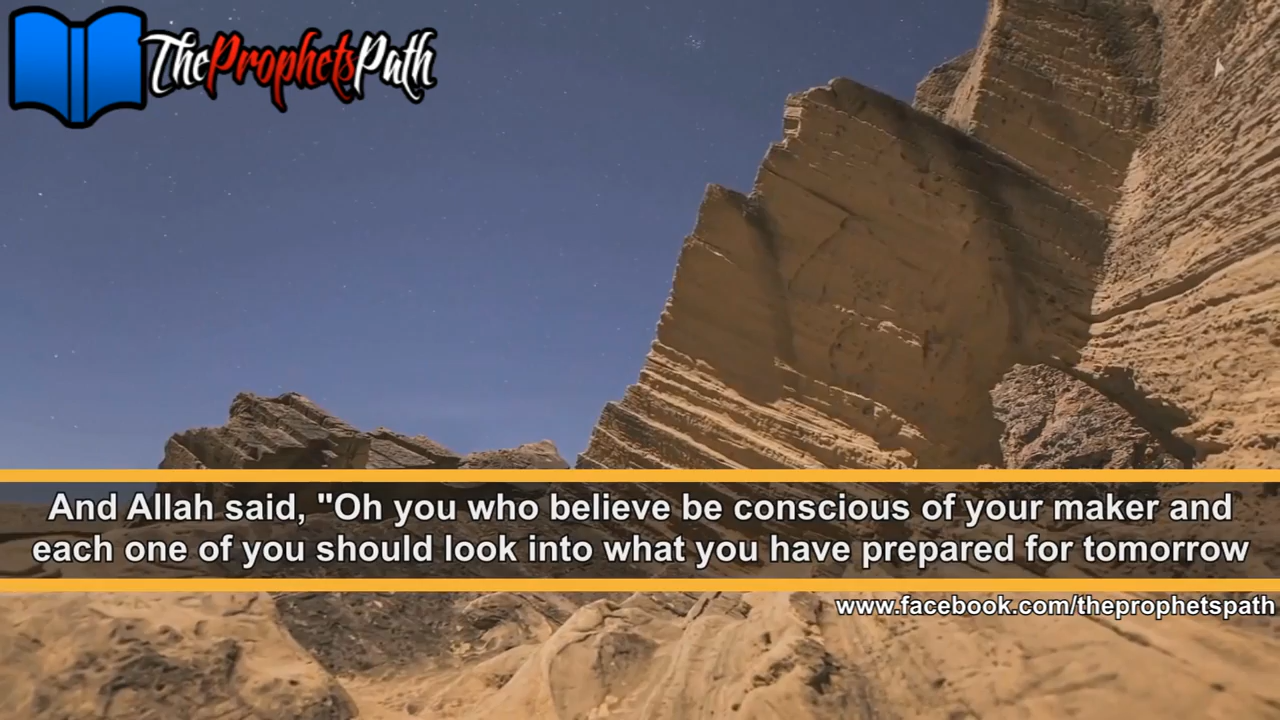 TheProphetsPath
And Allah said, "Oh you who believe be conscious of your maker and
each one of you should look into what you have prepared for tomorrow
www.facebook.com/theprophetspath